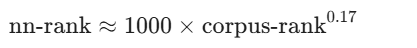 nn-rank ≈ 1000 × corpus-rank^0.17